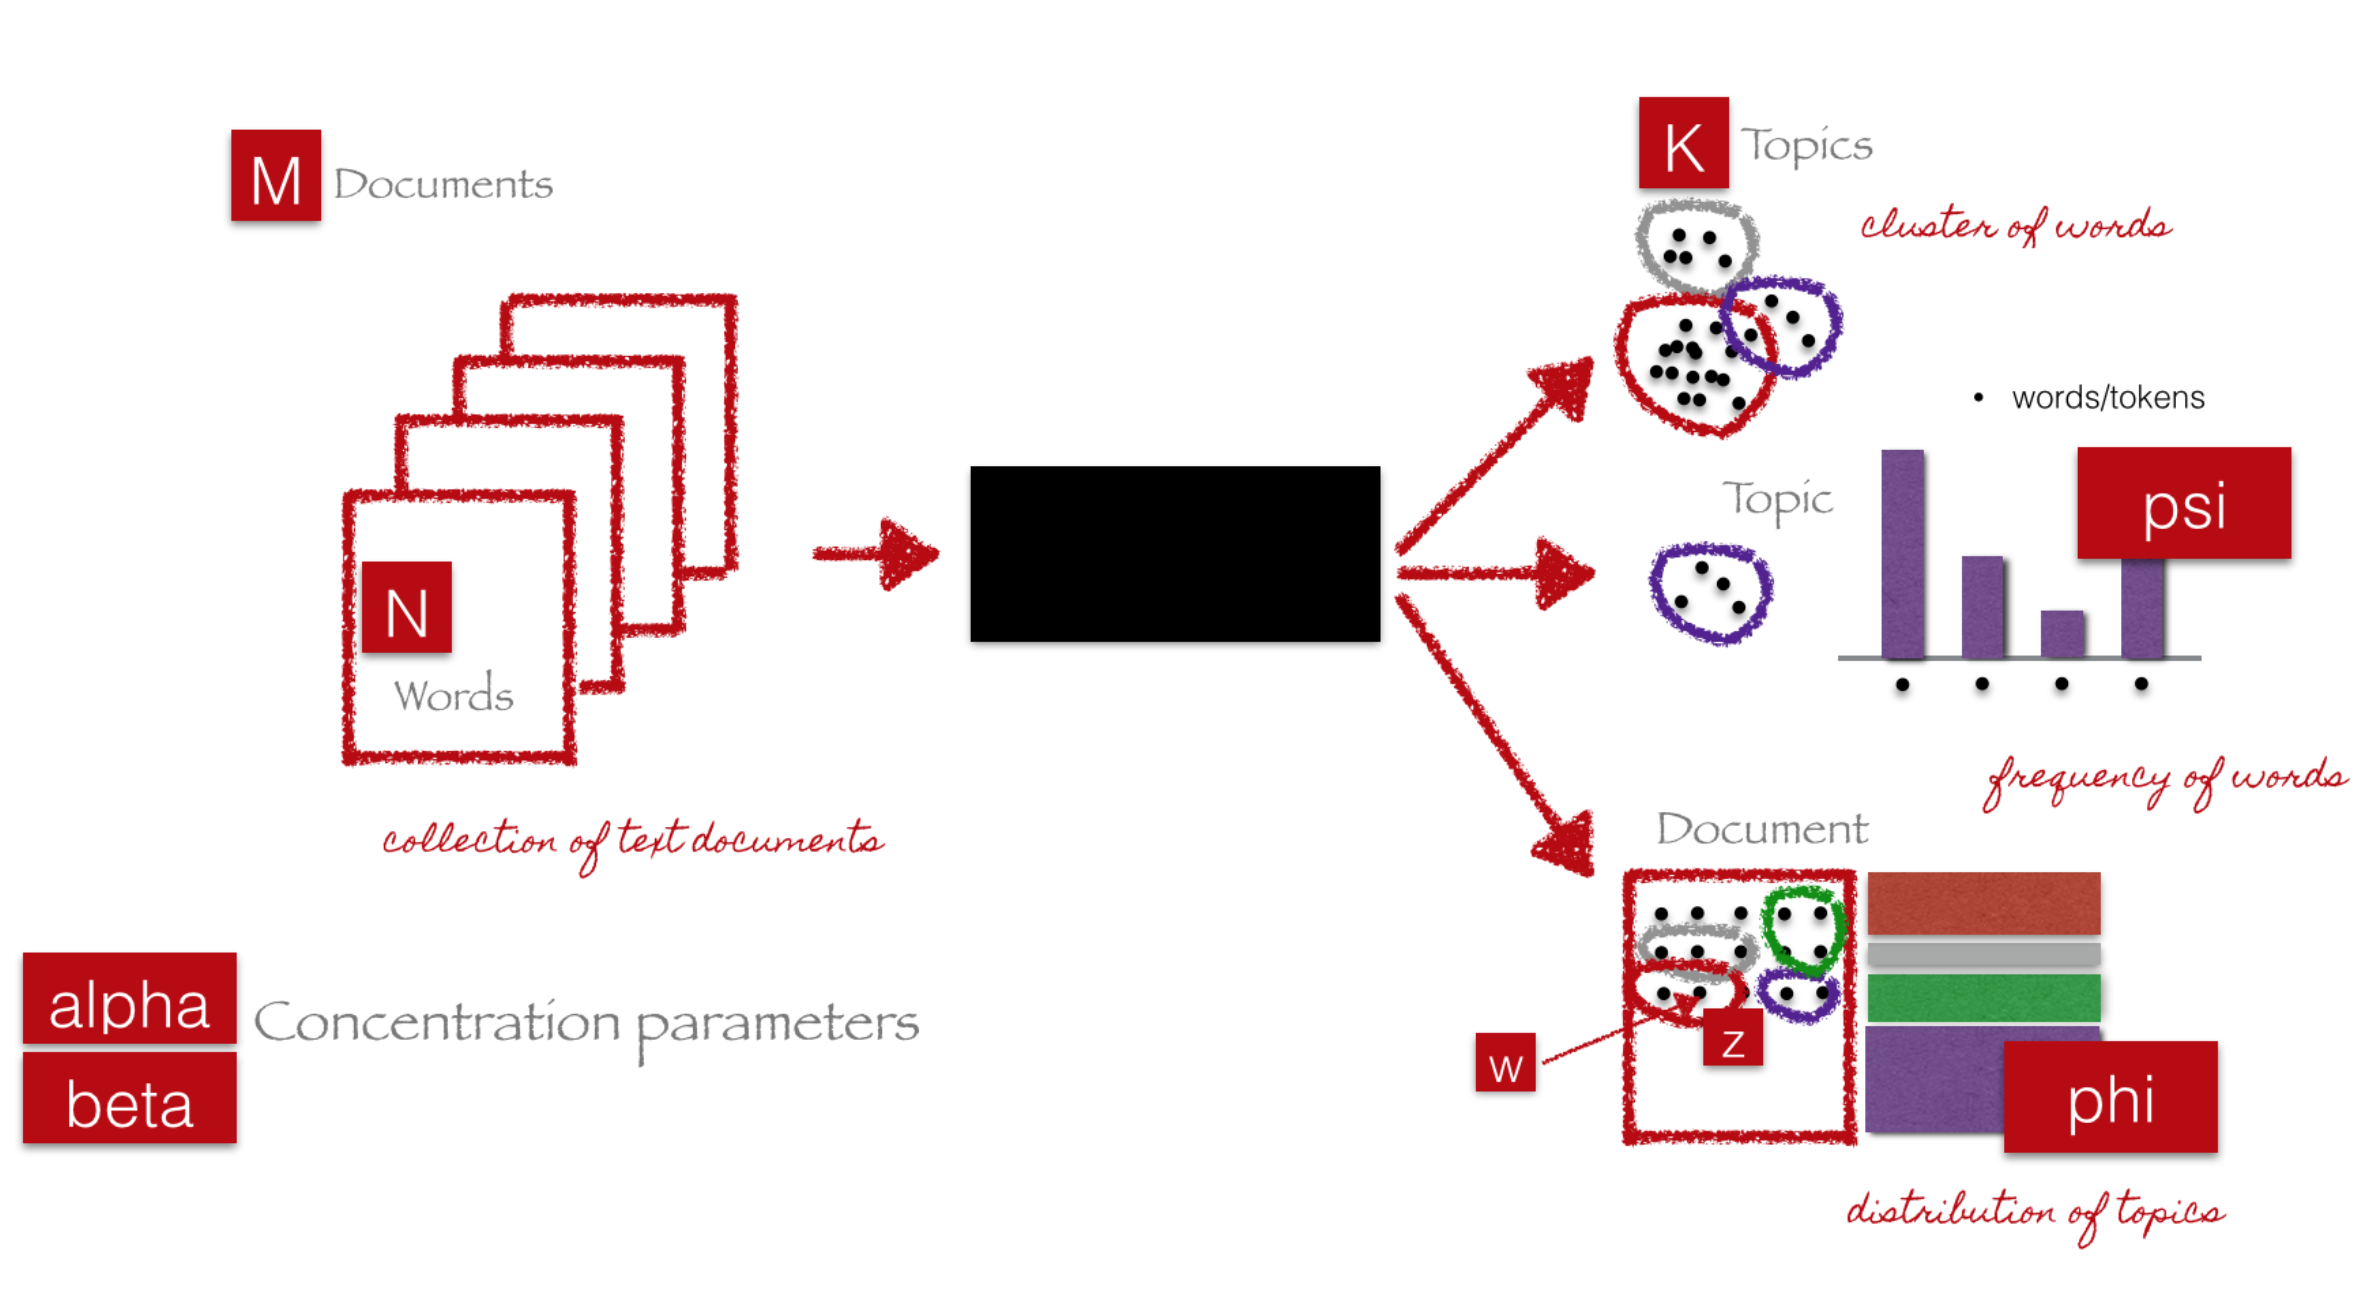 M Documents
N
Words
collection of text documents
alpha
beta
Concentration parameters
K Topics
cluster of words
• words/tokens
Topic
psi
frequency of words
Document
w
z
phi
distribution of topics